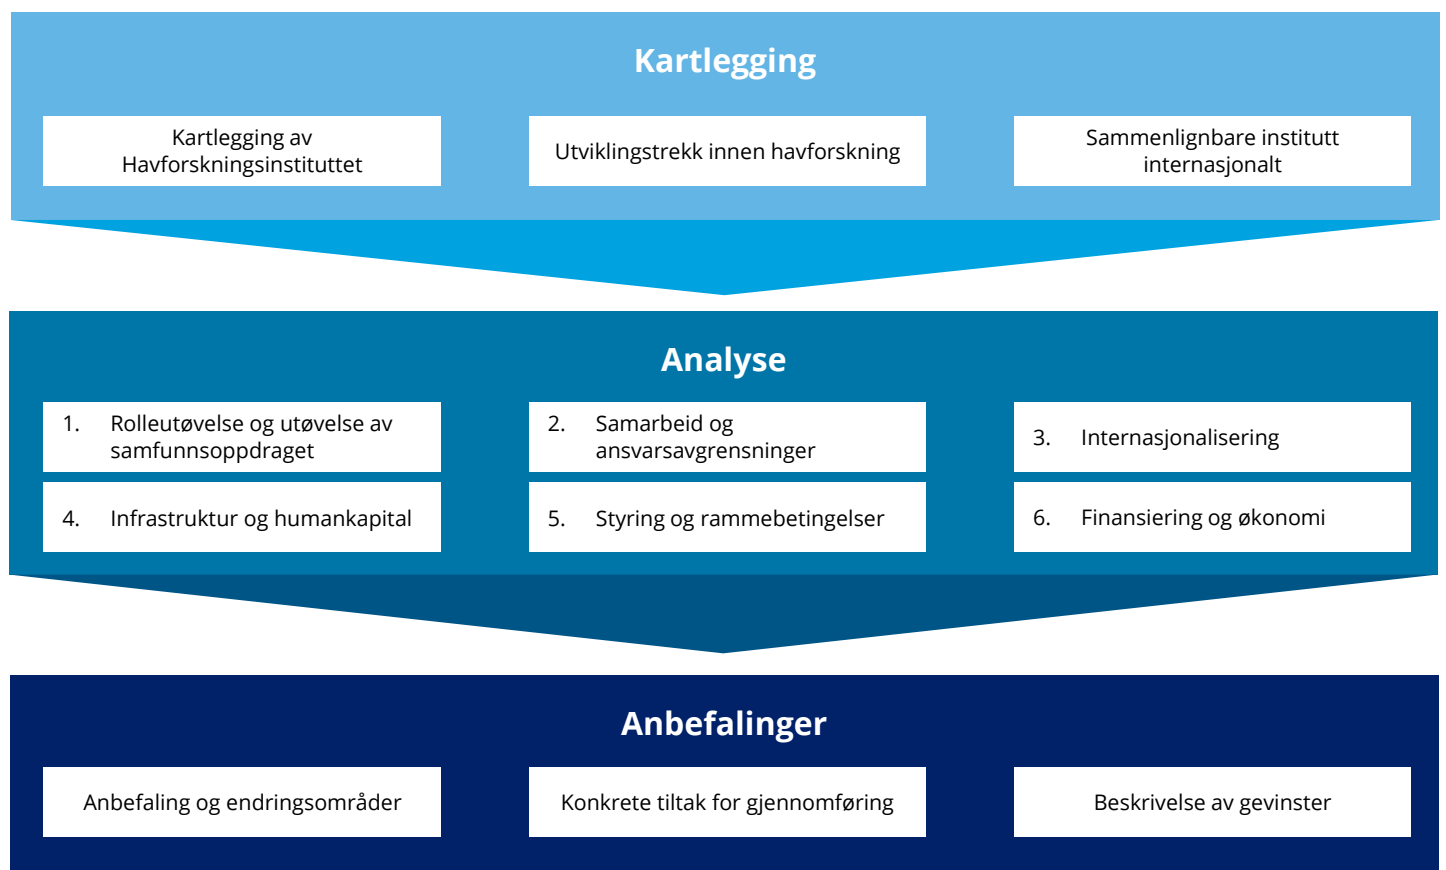 Kartlegging
Kartlegging av
Havforskningsinstituttet
Utviklingstrekk innen havforskning
Sammenlignbare institutt
internasjonalt
Analyse
1. Rolleutøvelse og utøvelse av
samfunnsoppdraget
2. Samarbeid og
ansvarsavgrensninger
3. Internasjonalisering
4. Infrastruktur og humankapital
5. Styring og rammebetingelser
6. Finansiering og økonomi
Anbefalinger
Anbefaling og endringsområder
Konkrete tiltak for gjennomføring
Beskrivelse av gevinster